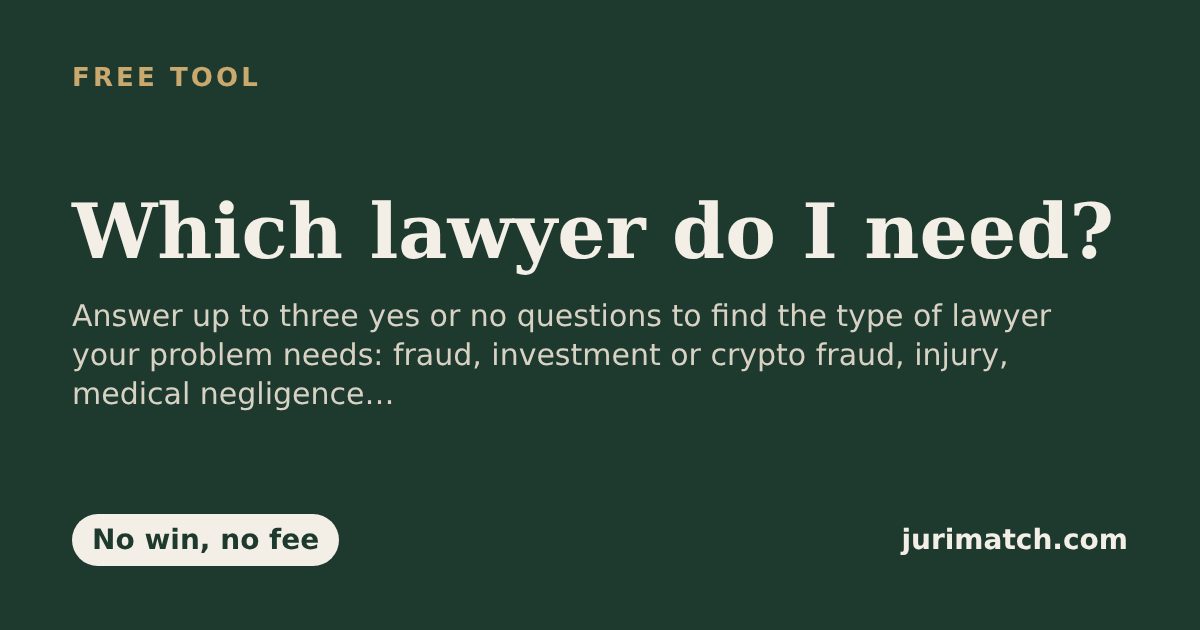 FREE TOOL
Which lawyer do I need?
Answer up to three yes or no questions to find the type of lawyer
your problem needs: fraud, investment or crypto fraud, injury,
medical negligence…
No win, no fee
jurimatch.com